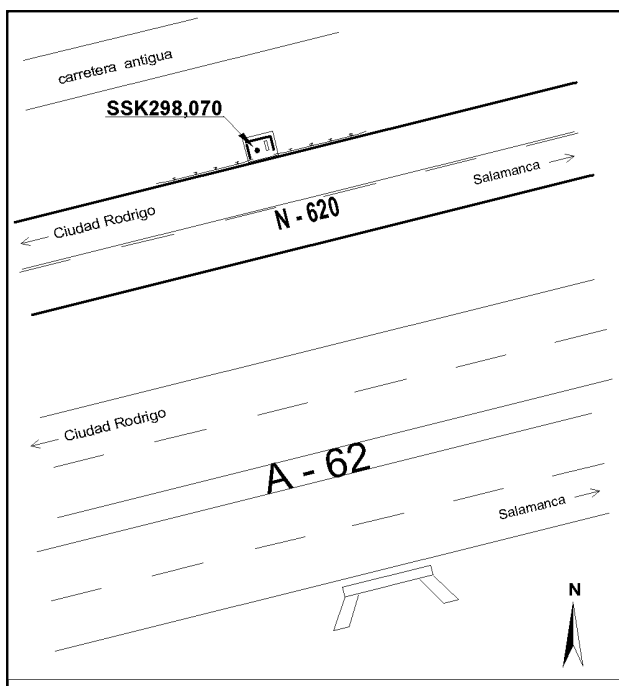 carretera antigua
SSK298,070
Salamanca
Ciudad Rodrigo
N - 620
Ciudad Rodrigo
A - 62
Salamanca
N